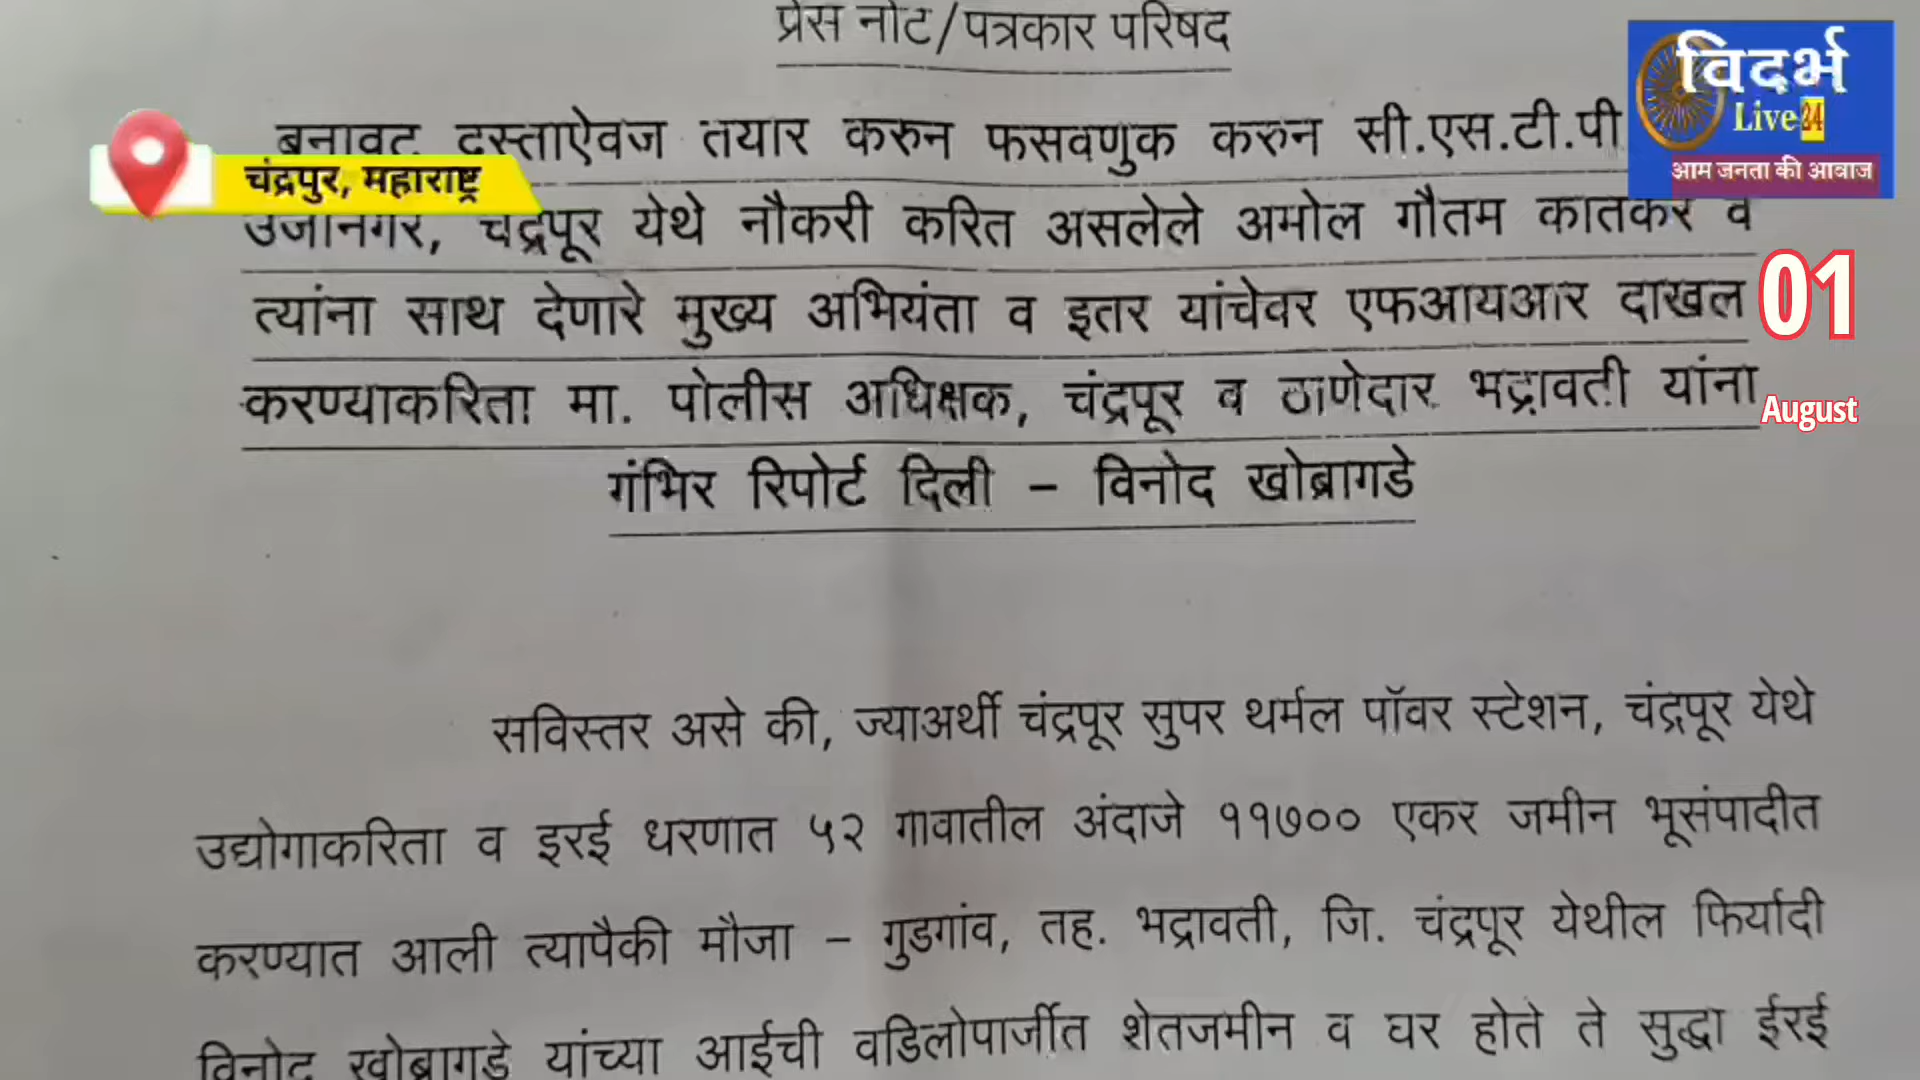 प्रेस नोट/पत्रकार परिषद
विदर्भ
Live 24
आम जनता की आवाज
बनावट दस्ताऐवज तयार करुन फसवणुक करुन सी.एस.टी.पी
चंद्रपुर, महाराष्ट्र
उर्जानगर, चंद्रपूर येथे नौकरी करित असलेले अमोल गौतम कातकर व
01
August
त्यांना साथ देणारे मुख्य अभियंता व इतर यांचेवर एफआयआर दाखल
करण्याकरिता मा. पोलीस अधिक्षक, चंद्रपूर व ठाणेदार भद्रावती यांना
गंभिर रिपोर्ट दिली – विनोद खोब्रागडे
सविस्तर असे की, ज्याअर्थी चंद्रपूर सुपर थर्मल पॉवर स्टेशन, चंद्रपूर येथे
उद्योगाकरिता व इरई धरणात ५२ गावातील अंदाजे ११७०० एकर जमीन भूसंपादीत
करण्यात आली त्यापैकी मौजा – गुडगांव, तह. भद्रावती, जि. चंद्रपूर येथील फिर्यादी
विनोद खोब्रागडे यांच्या आईची वडिलोपार्जीत शेतजमीन व घर होते ते सुद्धा ईरई